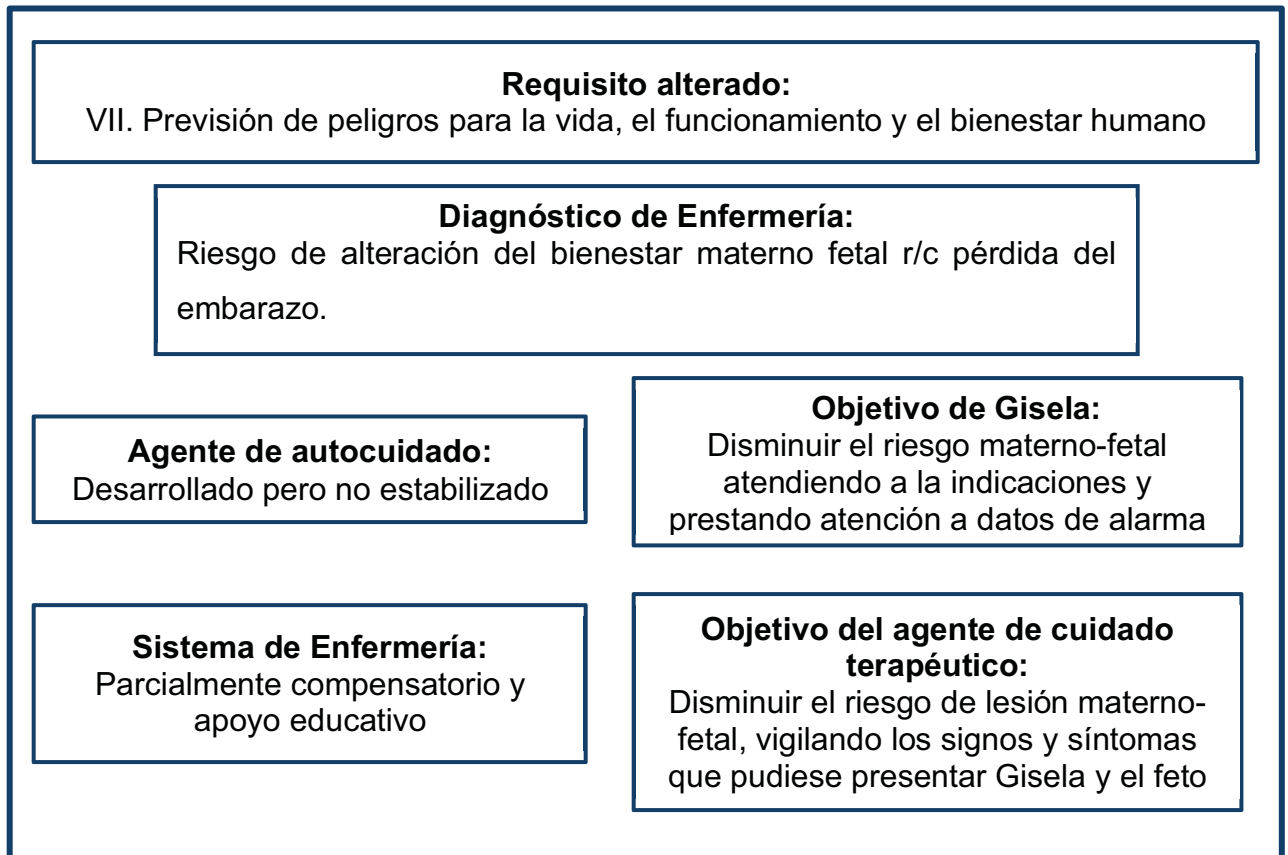 Requisito alterado:
VII. Previsión de peligros para la vida, el funcionamiento y el bienestar humano
Diagnóstico de Enfermería:
Riesgo de alteración del bienestar materno fetal r/c pérdida del
embarazo.
Agente de autocuidado:
Desarrollado pero no estabilizado
Objetivo de Gisela:
Disminuir el riesgo materno-fetal
atendiendo a la indicaciones y
prestando atención a datos de alarma
Sistema de Enfermería:
Parcialmente compensatorio y
apoyo educativo
Objetivo del agente de cuidado
terapéutico:
Disminuir el riesgo de lesión materno-
fetal, vigilando los signos y síntomas
que pudiese presentar Gisela y el feto